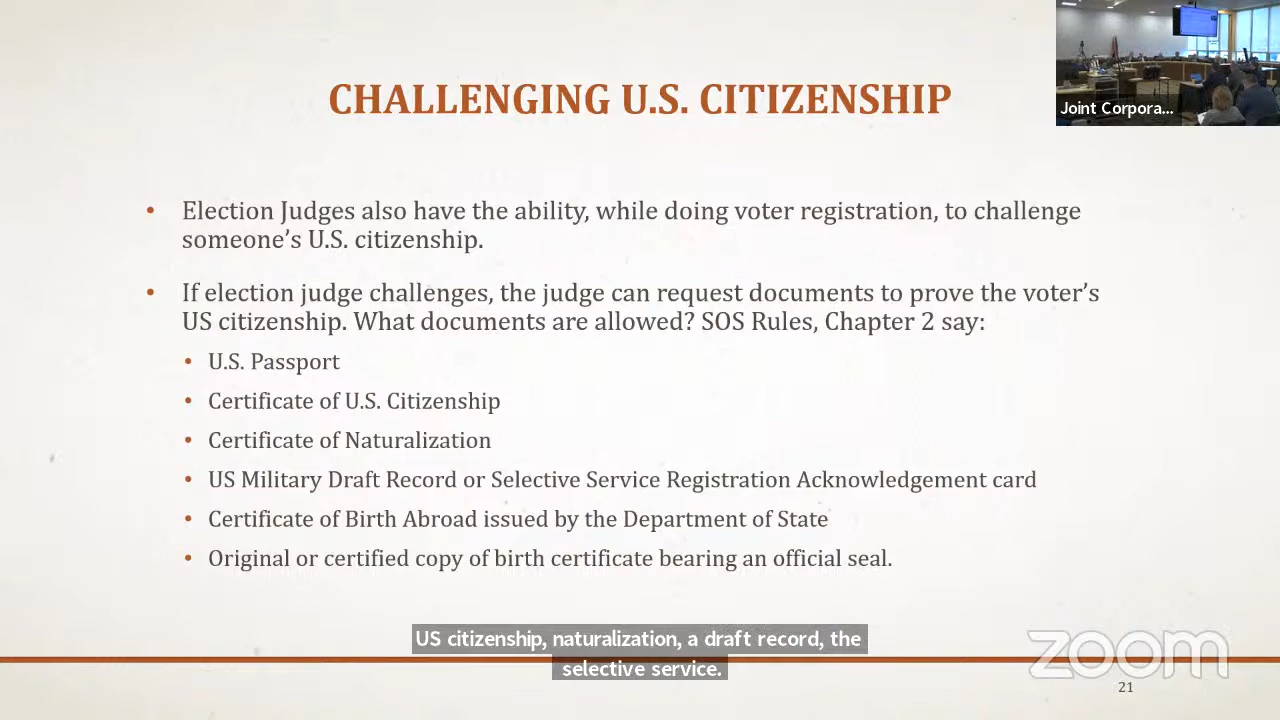 CHALLENGING U.S. CITIZENSHIP
Joint Corpora...
• Election Judges also have the ability, while doing voter registration, to challenge
someone's U.S. citizenship.
• If election judge challenges, the judge can request documents to prove the voter's
US citizenship. What documents are allowed? SOS Rules, Chapter 2 say:
• U.S. Passport
• Certificate of U.S. Citizenship
• Certificate of Naturalization
• US Military Draft Record or Selective Service Registration Acknowledgement card
• Certificate of Birth Abroad issued by the Department of State
• Original or certified copy of birth certificate bearing an official seal.
US citizenship, naturalization, a draft record, the
selective service.
zoom
21